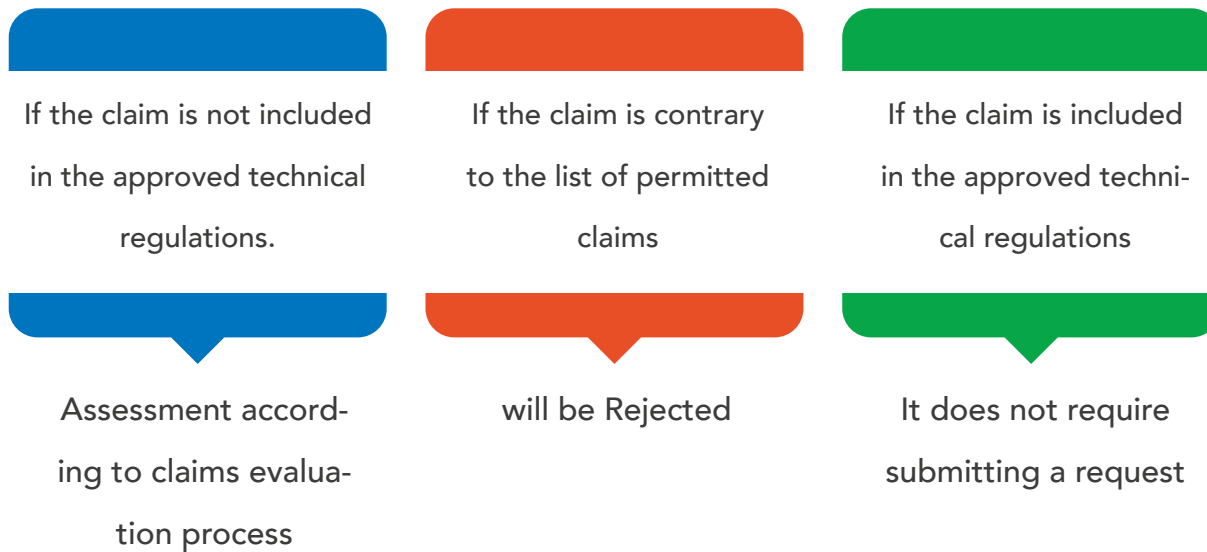 If the claim is not included
in the approved technical
regulations.
Assessment accord-
ing to claims evalua-
tion process
If the claim is contrary
to the list of permitted
claims
will be Rejected
If the claim is included
in the approved techni-
cal regulations
It does not require
submitting a request